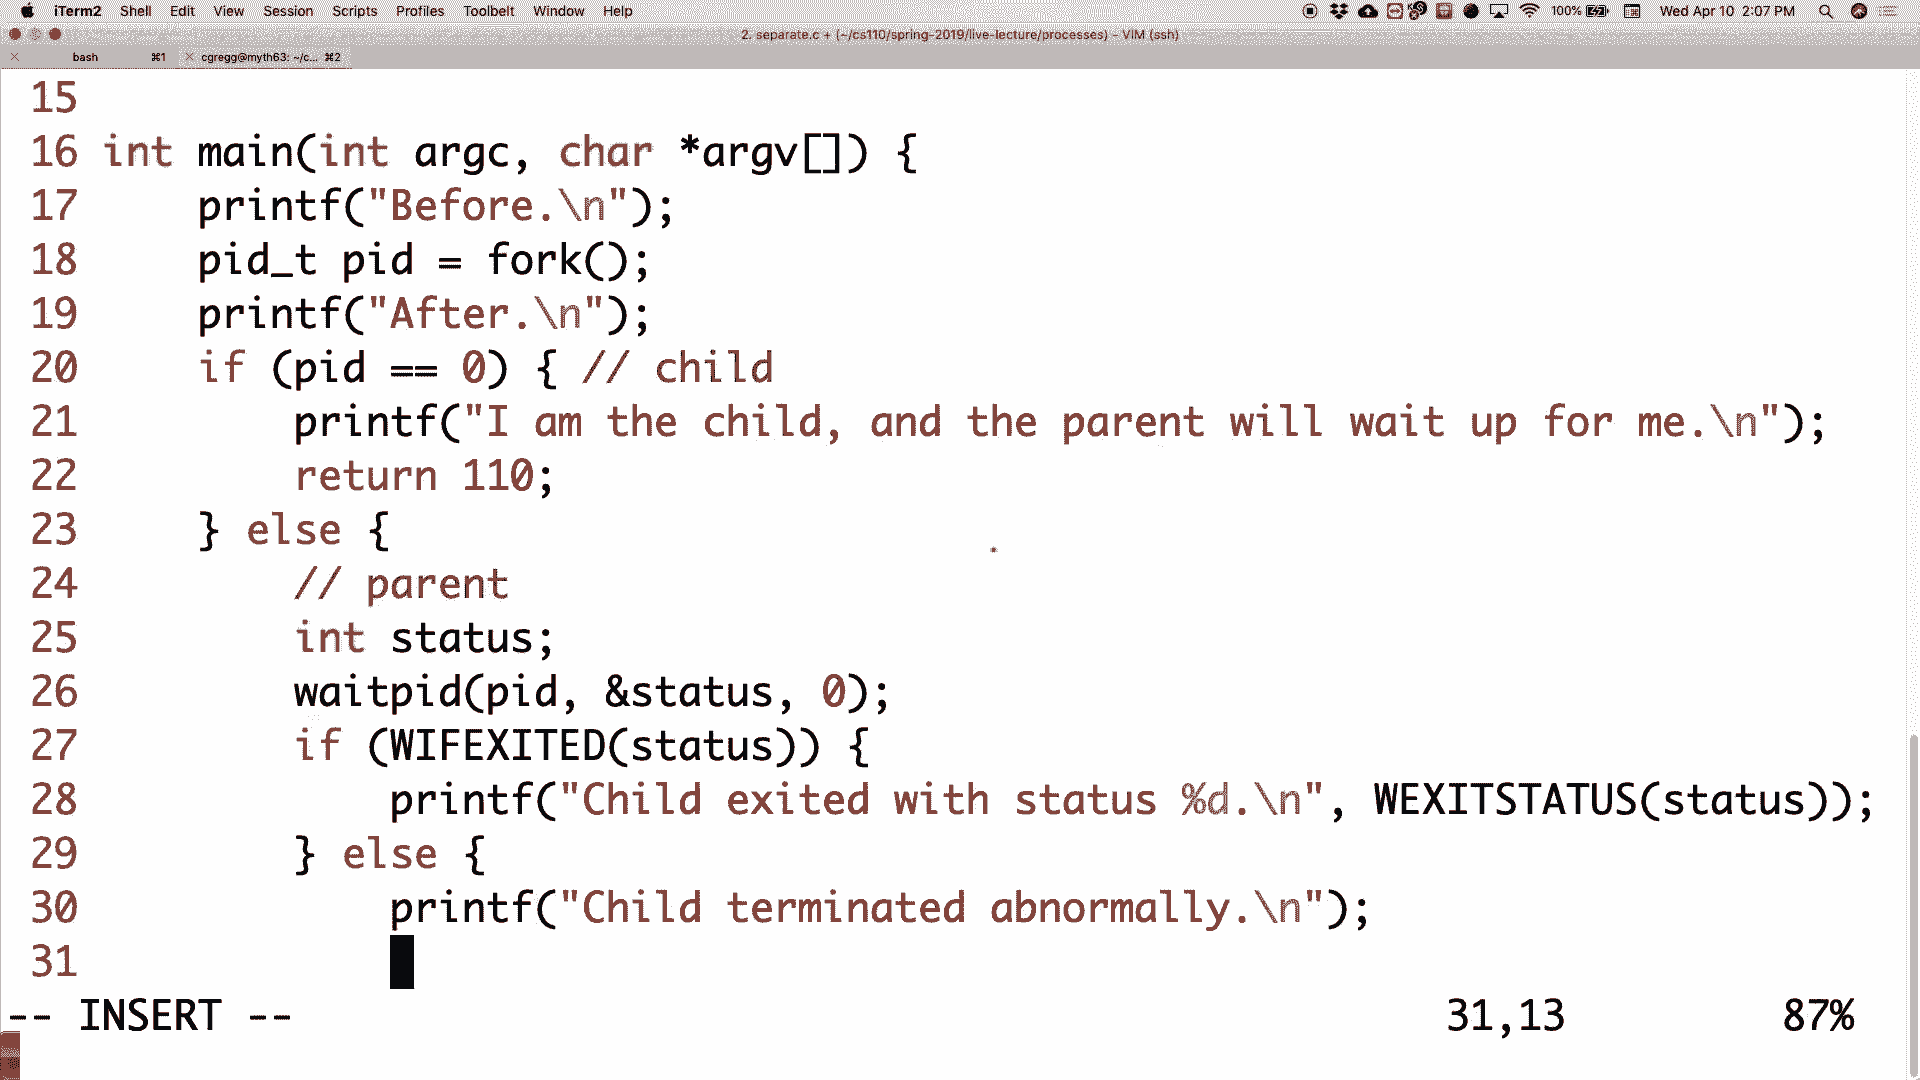 iTerm2 Shell Edit View Session Scripts Profiles Toolbelt Window Help 100% Wed Apr 10 2:07 PM
2. separate.c + (~/cs110/spring-2019/live-lecture/processes) - VIM (ssh)
bash ⌘1 cgregg@myth63: ~/c... ⌘2
15
16 int main(int argc, char *argv[]) {
17     printf("Before.\n");
18     pid_t pid = fork();
19     printf("After.\n");
20     if (pid == 0) { // child
21         printf("I am the child, and the parent will wait up for me.\n");
22         return 110;
23     } else {
24         // parent
25         int status;
26         waitpid(pid, &status, 0);
27         if (WIFEXITED(status)) {
28             printf("Child exited with status %d.\n", WEXITSTATUS(status));
29         } else {
30             printf("Child terminated abnormally.\n");
31
-- INSERT -- 31,13 87%